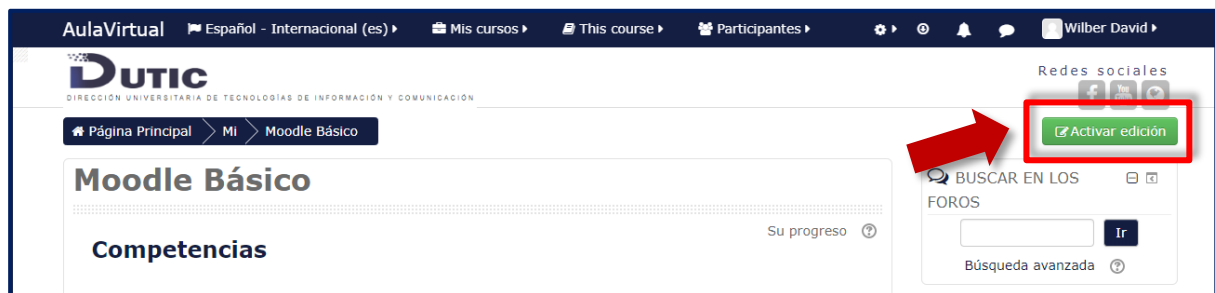 AulaVirtual Español - Internacional (es) Mis cursos This course Participantes Wilber David
DUTIC
DIRECCIÓN UNIVERSITARIA DE TECNOLOGÍAS DE INFORMACIÓN Y COMUNICACIÓN
Redes sociales
f You
Página Principal Mi Moodle Básico
Activar edición
Moodle Básico
BUSCAR EN LOS
FOROS
Su progreso
Competencias
Ir
Búsqueda avanzada